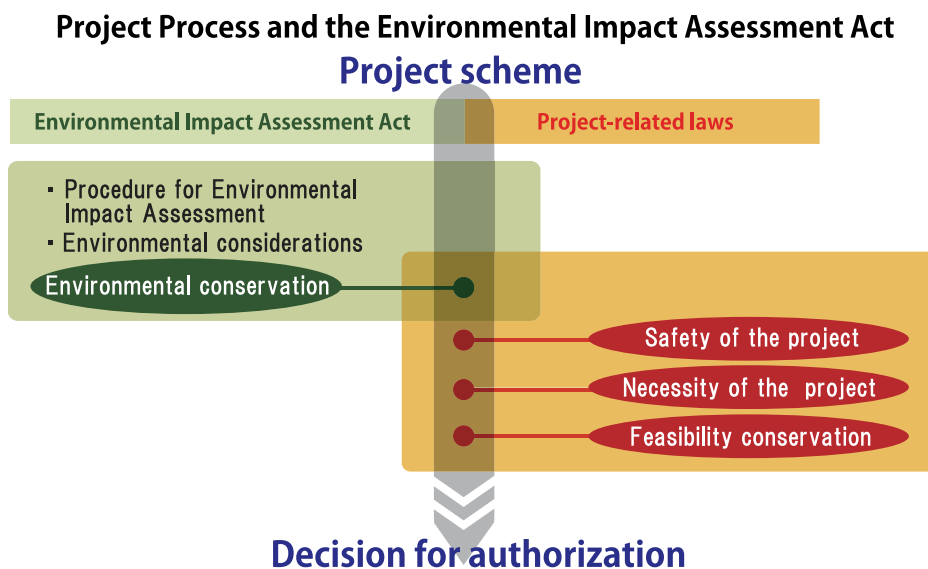 Project Process and the Environmental Impact Assessment Act
Project scheme
Environmental Impact Assessment Act
Project-related laws
・Procedure for Environmental
Impact Assessment
・Environmental considerations
Environmental conservation
Safety of the project
Necessity of the project
Feasibility conservation
Decision for authorization